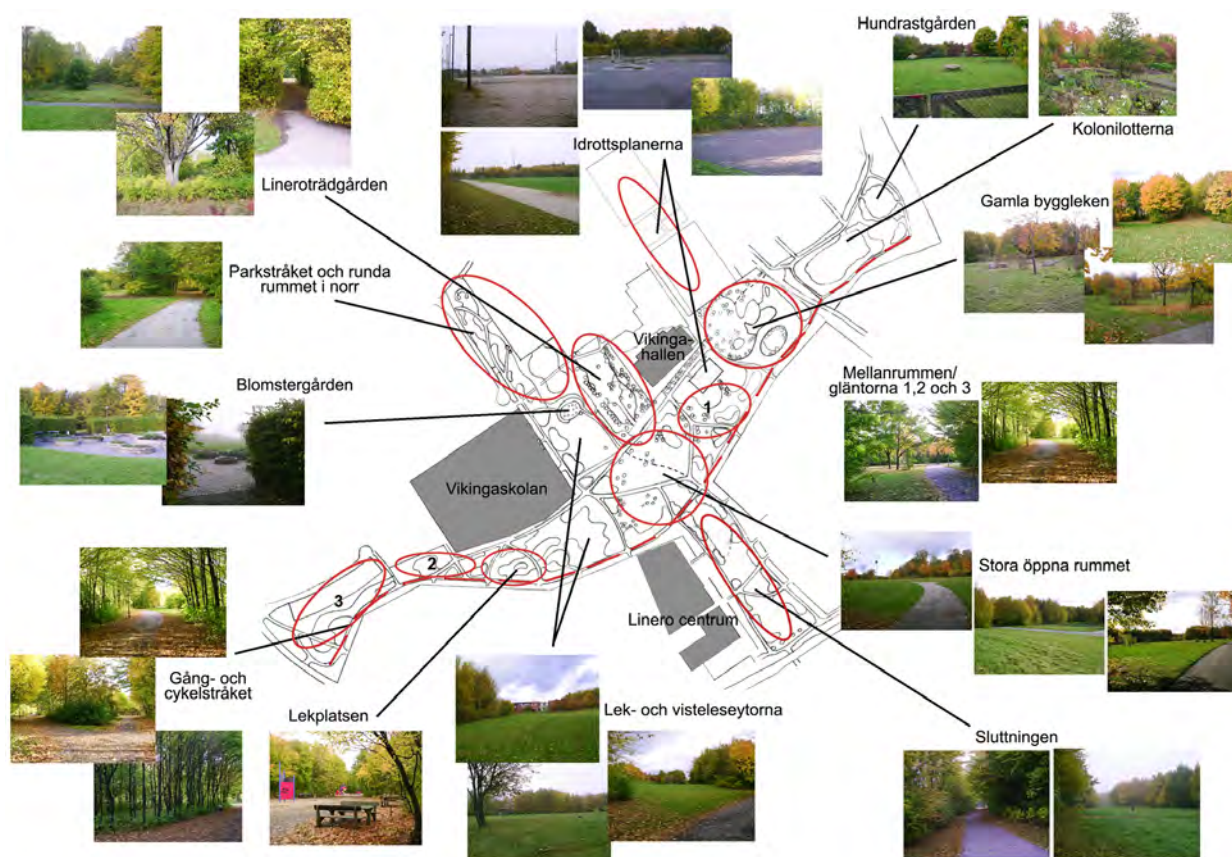 Hundrastgården
Kolonilotterna
Idrottsplanerna
Lineroträdgården
Gamla byggleken
Parkstråket och runda
rummet i norr
Vikinga-
hallen
Mellanrummen/
gläntorna 1,2 och 3
Blomstergården
1
Vikingaskolan
Stora öppna rummet
2
3
Linero centrum
Gång- och
cykelstråket
Lekplatsen
Lek- och visteleseytorna
Sluttningen